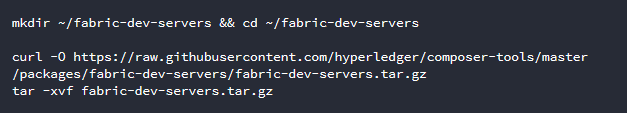 mkdir ~/fabric-dev-servers && cd ~/fabric-dev-servers
curl -O https://raw.githubusercontent.com/hyperledger/composer-tools/master
/packages/fabric-dev-servers/fabric-dev-servers.tar.gz
tar -xvf fabric-dev-servers.tar.gz